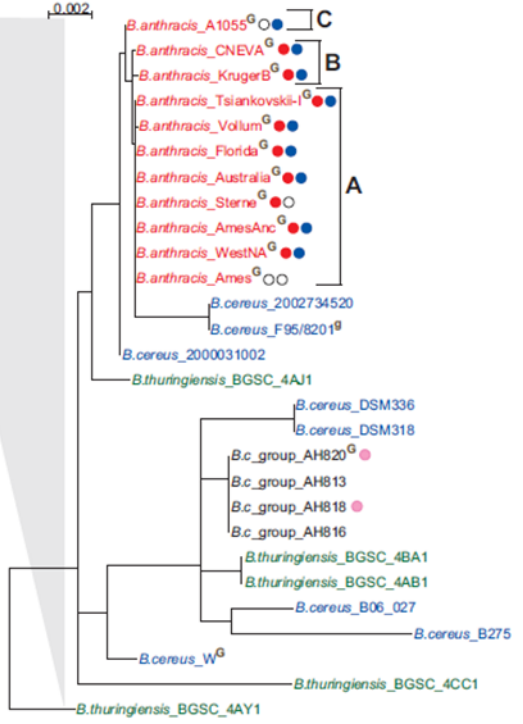 0.002
B.anthracis_A1055G C
B.anthracis_CNEVAG
B
B.anthracis_KrugerBG
B.anthracis_Tsiankovskii-IG
B.anthracis_VollumG
B.anthracis_FloridaG
B.anthracis_AustraliaG
A
B.anthracis_SterneG
B.anthracis_AmesAncG
B.anthracis_WestNAG
B.anthracis_AmesG
B.cereus_2002734520
B.cereus_F95/8201g
B.cereus_2000031002
B.thuringiensis_BGSC_4AJ1
B.cereus_DSM336
B.cereus_DSM318
B.c_group_AH820G
B.c_group_AH813
B.c_group_AH818
B.c_group_AH816
B.thuringiensis_BGSC_4BA1
B.thuringiensis_BGSC_4AB1
B.cereus_B06_027
B.cereus_B275
B.cereus_WG
B.thuringiensis_BGSC_4CC1
B.thuringiensis_BGSC_4AY1